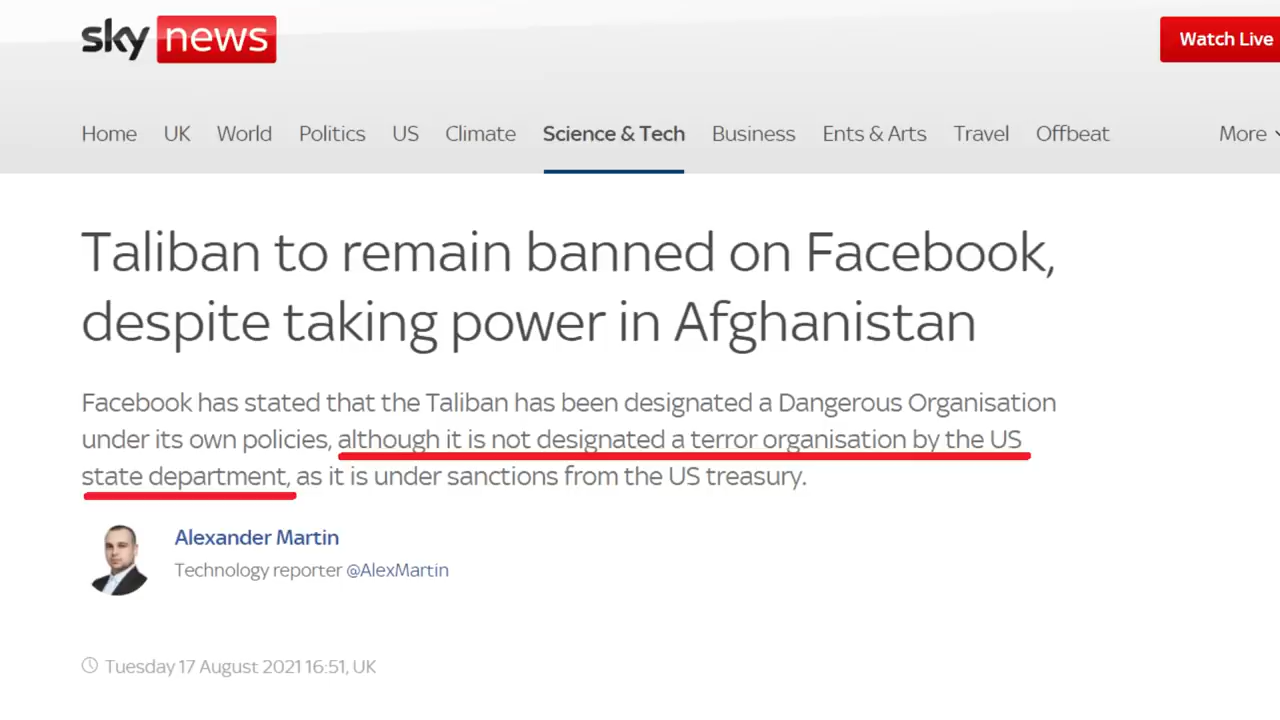 sky news
Watch Live
Home UK World Politics US Climate Science & Tech Business Ents & Arts Travel Offbeat More
Taliban to remain banned on Facebook,
despite taking power in Afghanistan
Facebook has stated that the Taliban has been designated a Dangerous Organisation
under its own policies, although it is not designated a terror organisation by the US
state department, as it is under sanctions from the US treasury.
Alexander Martin
Technology reporter @AlexMartin
Tuesday 17 August 2021 16:51, UK